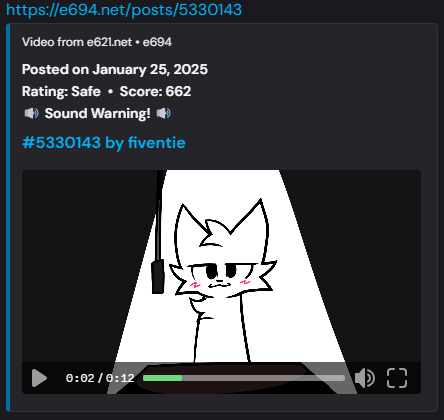 https://e694.net/posts/5330143
Video from e621.net • e694
Posted on January 25, 2025
Rating: Safe • Score: 662
🔊 Sound Warning! 🔊
#5330143 by fiventie
0:02 / 0:12